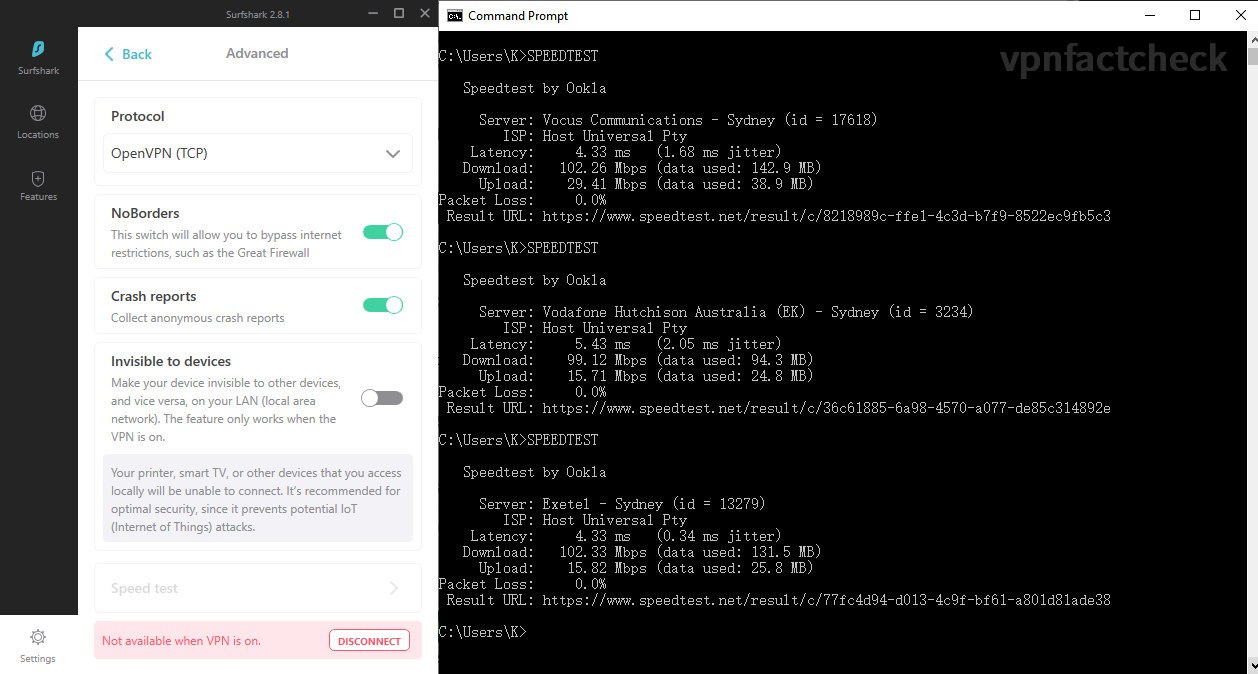 Surfshark 2.8.1
Surfshark
Locations
Features
Settings
Back
Advanced
Protocol
OpenVPN (TCP)
NoBorders
This switch will allow you to bypass internet
restrictions, such as the Great Firewall
Crash reports
Collect anonymous crash reports
Invisible to devices
Make your device invisible to other devices,
and vice versa, on your LAN (local area
network). The feature only works when the
VPN is on.
Your printer, smart TV, or other devices that you access
locally will be unable to connect. It's recommended for
optimal security, since it prevents potential IoT
(Internet of Things) attacks.
Speed test
Not available when VPN is on.
DISCONNECT
Command Prompt
vpnfactcheck
C:\Users\K>SPEEDTEST
Speedtest by Ookla
Server: Vocus Communications - Sydney (id = 17618)
ISP: Host Universal Pty
Latency: 4.33 ms (1.68 ms jitter)
Download: 102.26 Mbps (data used: 142.9 MB)
Upload: 29.41 Mbps (data used: 38.9 MB)
Packet Loss: 0.0%
Result URL: https://www.speedtest.net/result/c/8218989c-ffe1-4c3d-b7f9-8522ec9fb5c3
C:\Users\K>SPEEDTEST
Speedtest by Ookla
Server: Vodafone Hutchison Australia (EK) - Sydney (id = 3234)
ISP: Host Universal Pty
Latency: 5.43 ms (2.05 ms jitter)
Download: 99.12 Mbps (data used: 94.3 MB)
Upload: 15.71 Mbps (data used: 24.8 MB)
Packet Loss: 0.0%
Result URL: https://www.speedtest.net/result/c/36c61885-6a98-4570-a077-de85c314892e
C:\Users\K>SPEEDTEST
Speedtest by Ookla
Server: Exetel - Sydney (id = 13279)
ISP: Host Universal Pty
Latency: 4.33 ms (0.34 ms jitter)
Download: 102.33 Mbps (data used: 131.5 MB)
Upload: 15.82 Mbps (data used: 25.8 MB)
Packet Loss: 0.0%
Result URL: https://www.speedtest.net/result/c/77fc4d94-d013-4c9f-bf61-a801d81ade38
C:\Users\K>